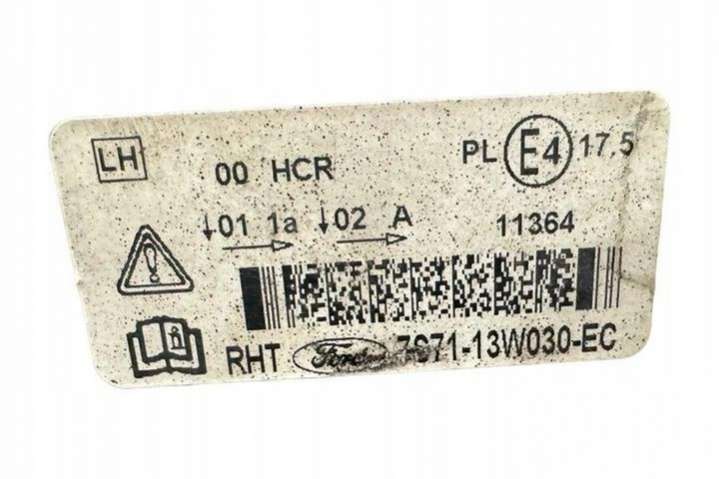 LH 00 HCR PL E4 17.5
↓01 1a ↓02 A 11364
RHT Ford 7S71-13W030-EC